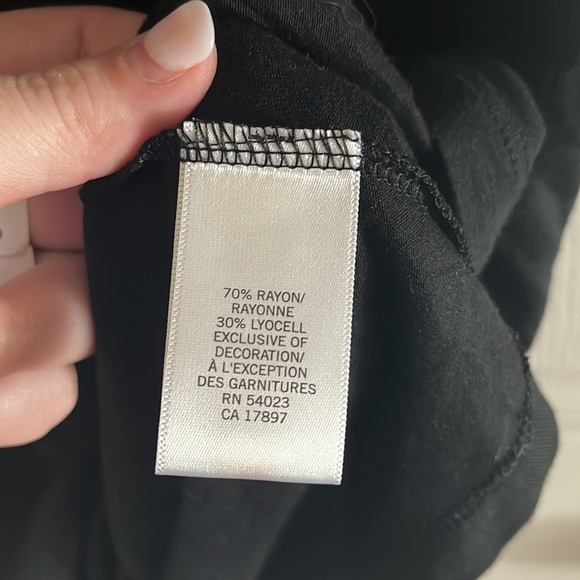 70% RAYON/
RAYONNE
30% LYOCELL
EXCLUSIVE OF
DECORATION/
À L'EXCEPTION
DES GARNITURES
RN 54023
CA 17897